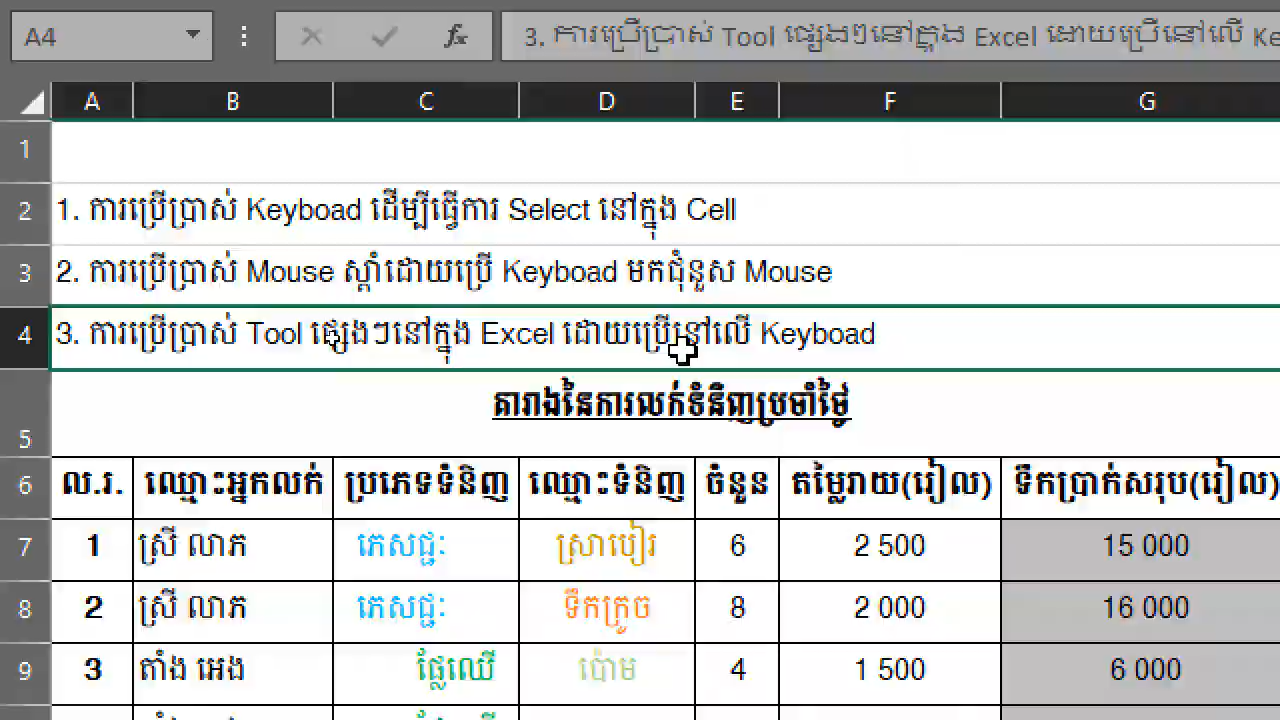 A4 fx 3. ការប្រើប្រាស់ Tool ផ្សេងៗនៅក្នុង Excel ដោយប្រើនៅលើ Ke
A B C D E F G
1
2 1. ការប្រើប្រាស់ Keyboad ដើម្បីធ្វើការ Select នៅក្នុង Cell
3 2. ការប្រើប្រាស់ Mouse ស្តាំដោយប្រើ Keyboad មកជុំនួស Mouse
4 3. ការប្រើប្រាស់ Tool ផ្សេងៗនៅក្នុង Excel ដោយប្រើនៅលើ Keyboad
5 តារាងនៃការលក់ទំនិញប្រចាំថ្ងៃ
6 ល.រ. ឈ្មោះអ្នកលក់ ប្រភេទទំនិញ ឈ្មោះទំនិញ ចំនួន តម្លៃរាយ(រៀល) ទឹកប្រាក់សរុប(រៀល)
7 1 ស្រី លាភ ភេសជ្ជៈ ស្រាបៀរ 6 2 500 15 000
8 2 ស្រី លាភ ភេសជ្ជៈ ទឹកក្រូច 8 2 000 16 000
9 3 តាំង អេង ផ្លែឈើ ប៉ោម 4 1 500 6 000